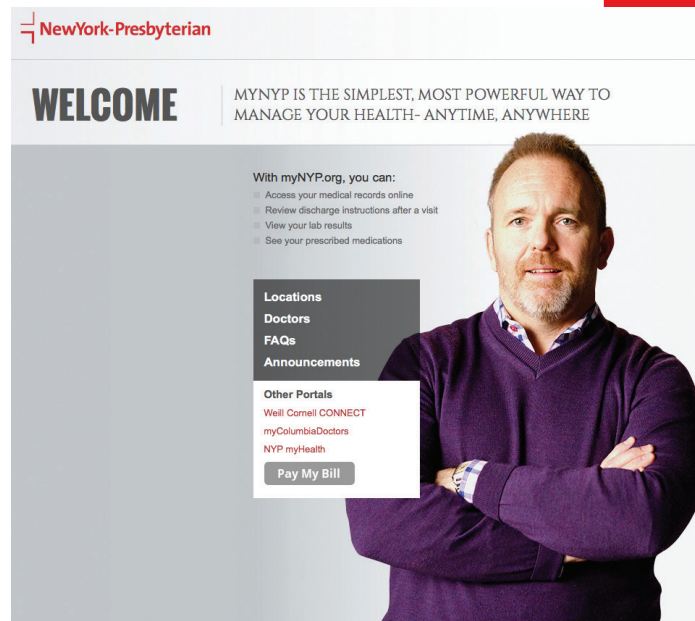 NewYork-Presbyterian
WELCOME
MYNYP IS THE SIMPLEST, MOST POWERFUL WAY TO
MANAGE YOUR HEALTH- ANYTIME, ANYWHERE
With myNYP.org, you can:
Access your medical records online
Review discharge instructions after a visit
View your lab results
See your prescribed medications
Locations
Doctors
FAQs
Announcements
Other Portals
Weill Cornell CONNECT
myColumbiaDoctors
NYP myHealth
Pay My Bill